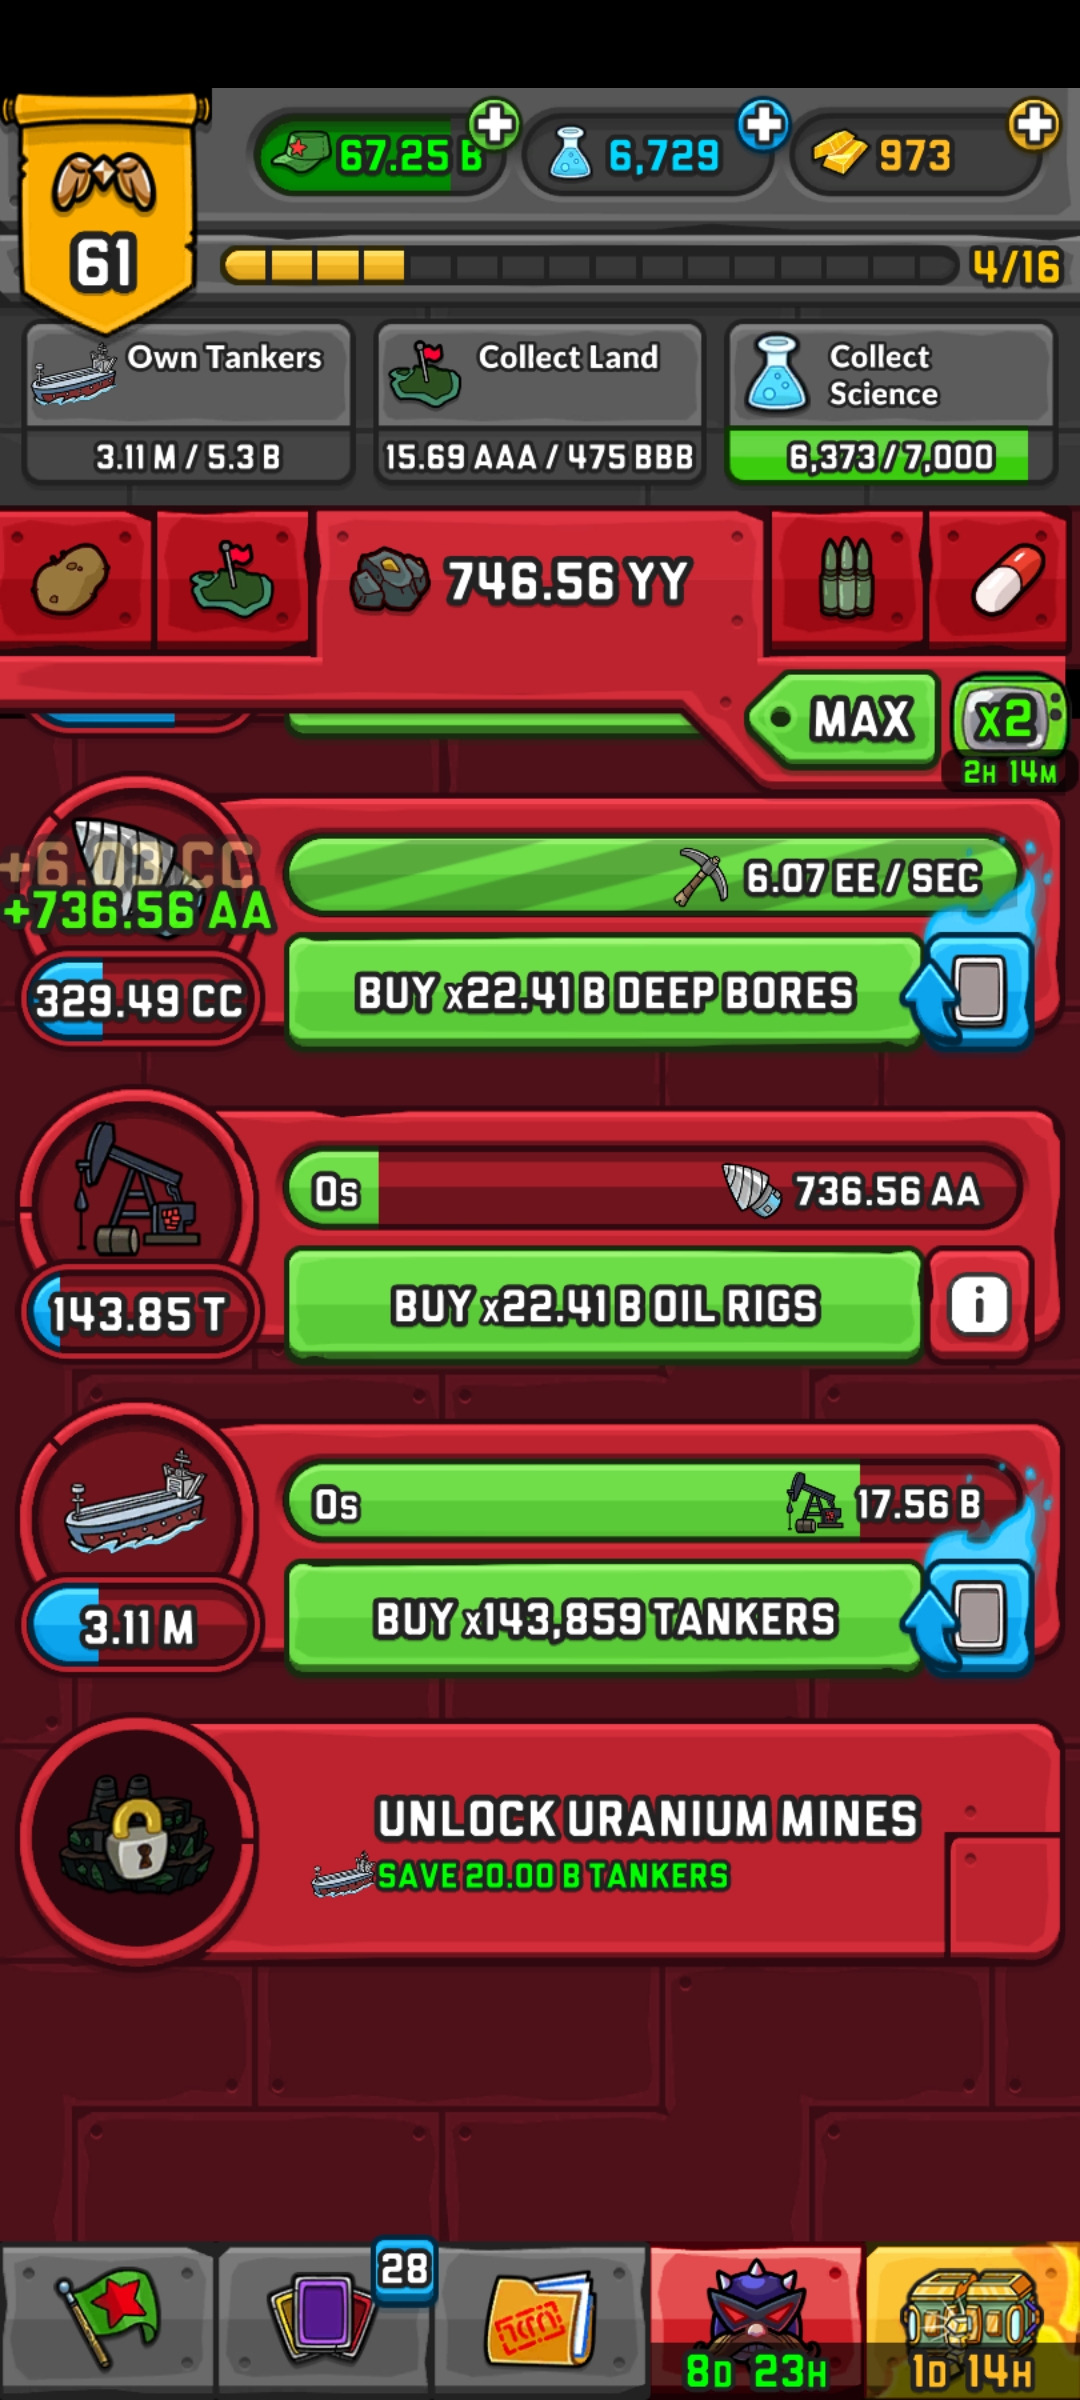 67.25 B
6,729
973
61
4/16
Own Tankers
3.11 M / 5.3 B
Collect Land
15.69 AAA / 475 BBB
Collect
Science
6,373 / 7,000
746.56 YY
MAX
x2
2H 14M
+6.03 CC
+736.56 AA
329.49 CC
6.07 EE / SEC
BUY x22.41 B DEEP BORES
0s
736.56 AA
143.85 T
BUY x22.41 B OIL RIGS
i
0s
17.56 B
3.11 M
BUY x143,859 TANKERS
UNLOCK URANIUM MINES
SAVE 20.00 B TANKERS
28
8D 23H
1D 14H